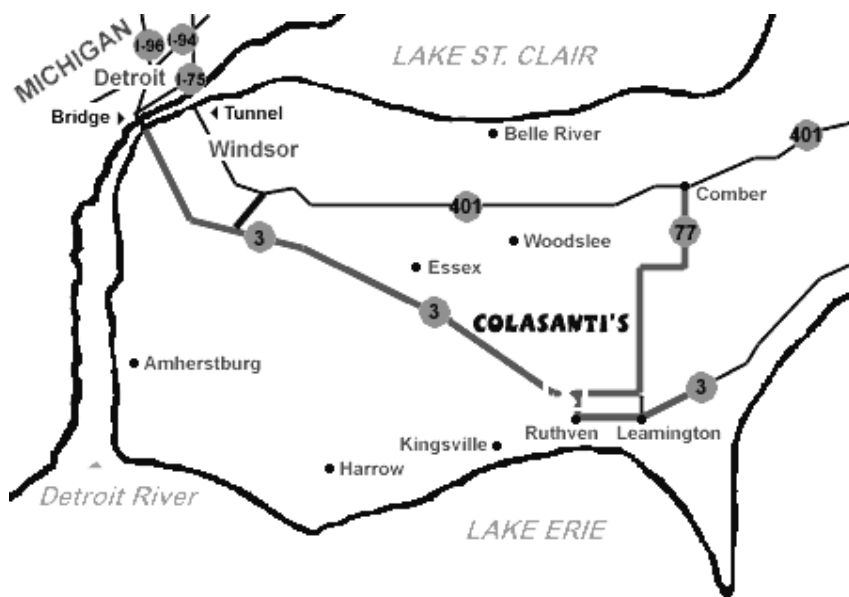 MICHIGAN
I-96
I-94
LAKE ST. CLAIR
Detroit
I-75
Bridge
Tunnel
Belle River
Windsor
401
Comber
401
3
77
Woodslee
Essex
3
COLASANTI'S
Amherstburg
3
Ruthven
Leamington
Kingsville
Harrow
Detroit River
LAKE ERIE